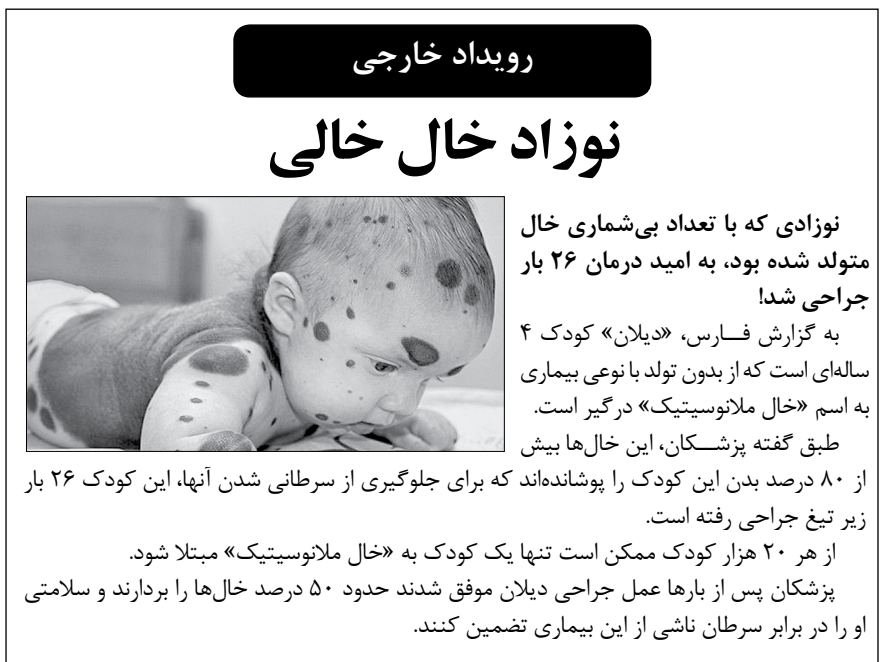 رویداد خارجی
نوزاد خال خالی
نوزادی که با تعداد بی‌شماری خال
متولد شده بود، به امید درمان ۲۶ بار
جراحی شد!
به گزارش فارس، «دیلان» کودک ۴
ساله‌ای است که از بدون تولد با نوعی بیماری
به اسم «خال ملانوسیتیک» درگیر است.
طبق گفته پزشکان، این خال‌ها بیش
از ۸۰ درصد بدن این کودک را پوشانده‌اند که برای جلوگیری از سرطانی شدن آنها، این کودک ۲۶ بار
زیر تیغ جراحی رفته است.
از هر ۲۰ هزار کودک ممکن است تنها یک کودک به «خال ملانوسیتیک» مبتلا شود.
پزشکان پس از بارها عمل جراحی دیلان موفق شدند حدود ۵۰ درصد خال‌ها را بردارند و سلامتی
او را در برابر سرطان ناشی از این بیماری تضمین کنند.